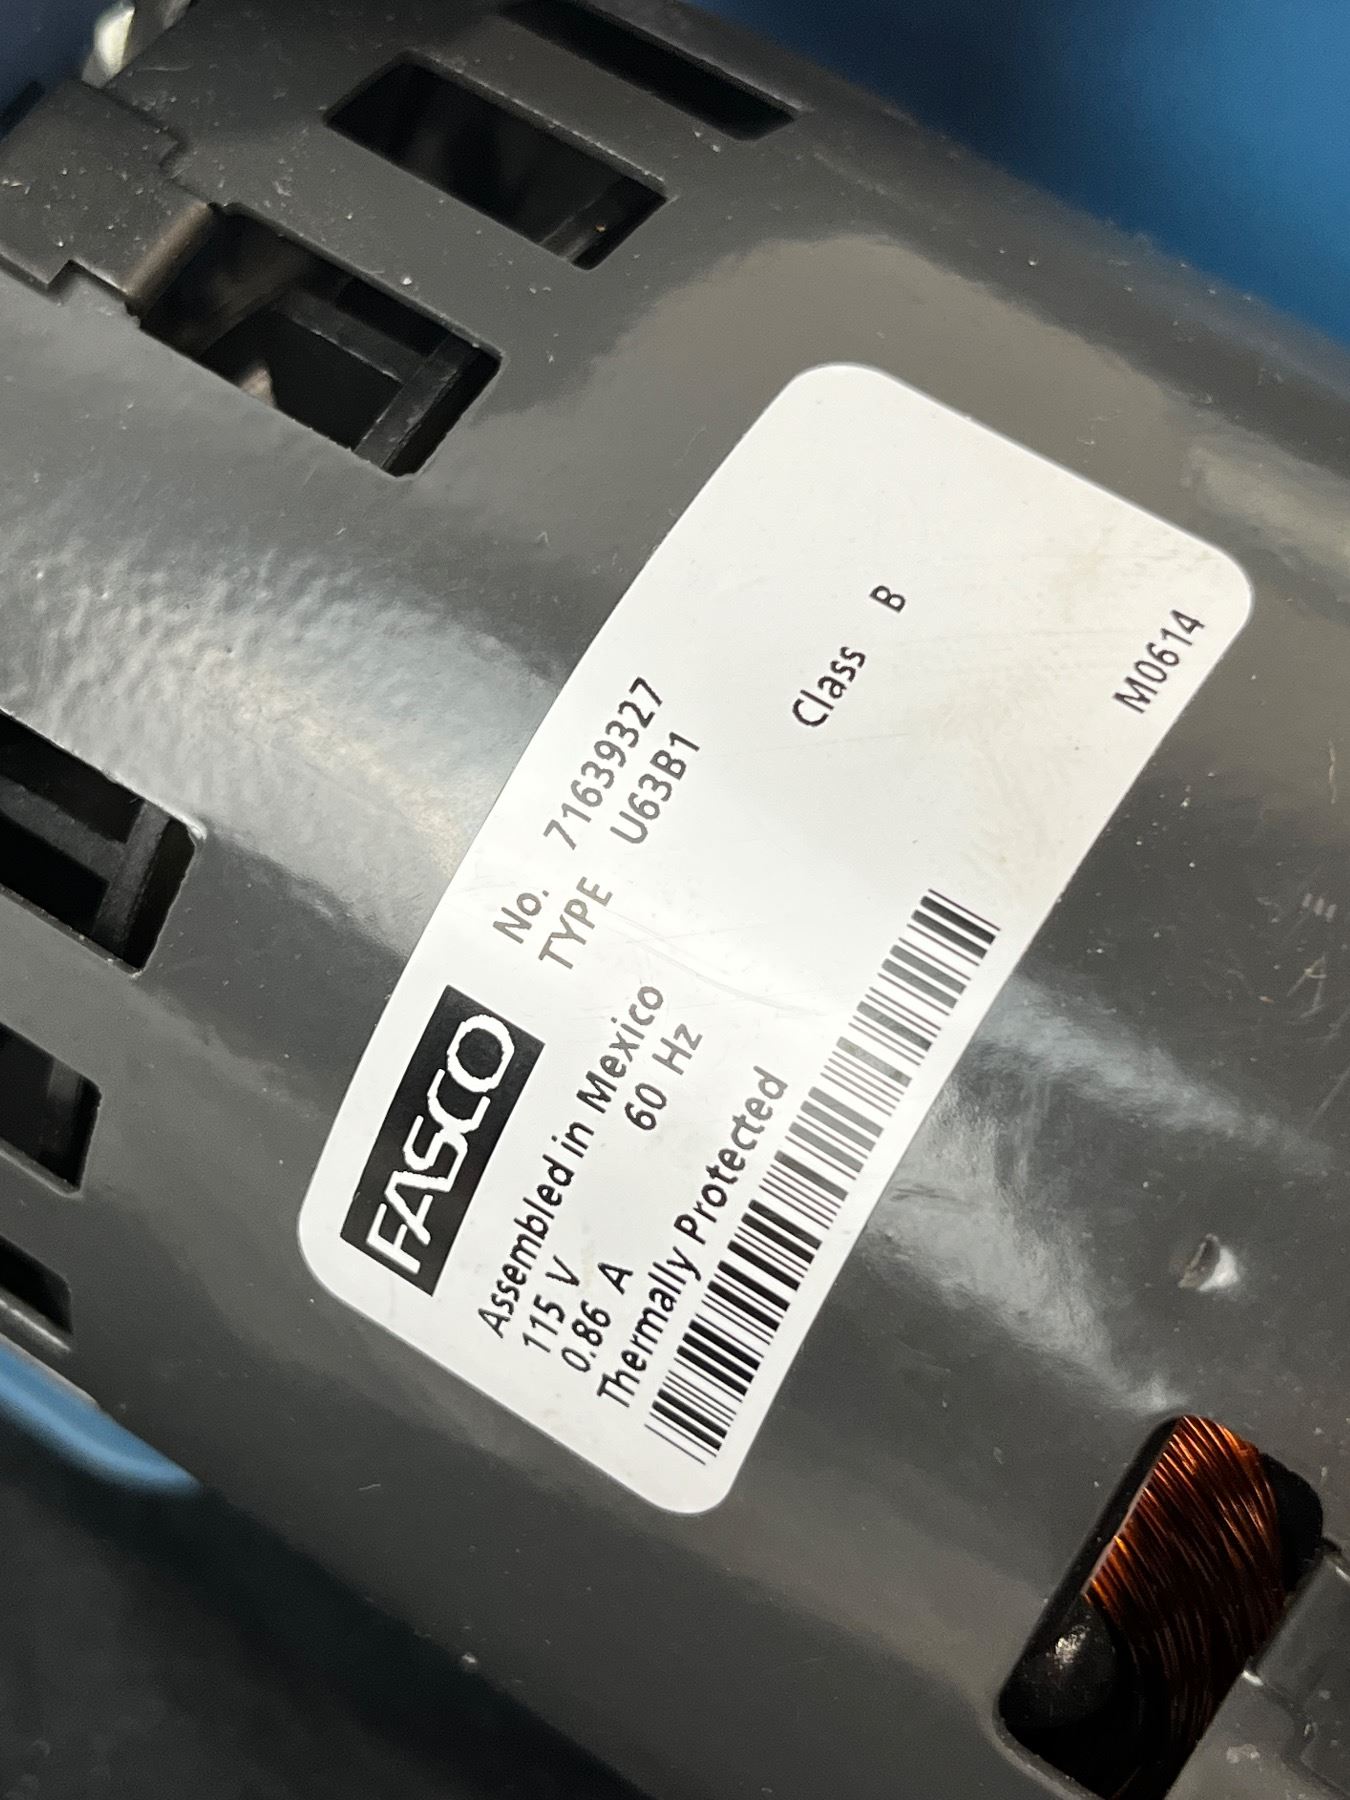 FASCO
No. 71639327
TYPE U63B1
Assembled in Mexico
115 V 60 Hz
0.86 A
Class B
Thermally Protected
M0614